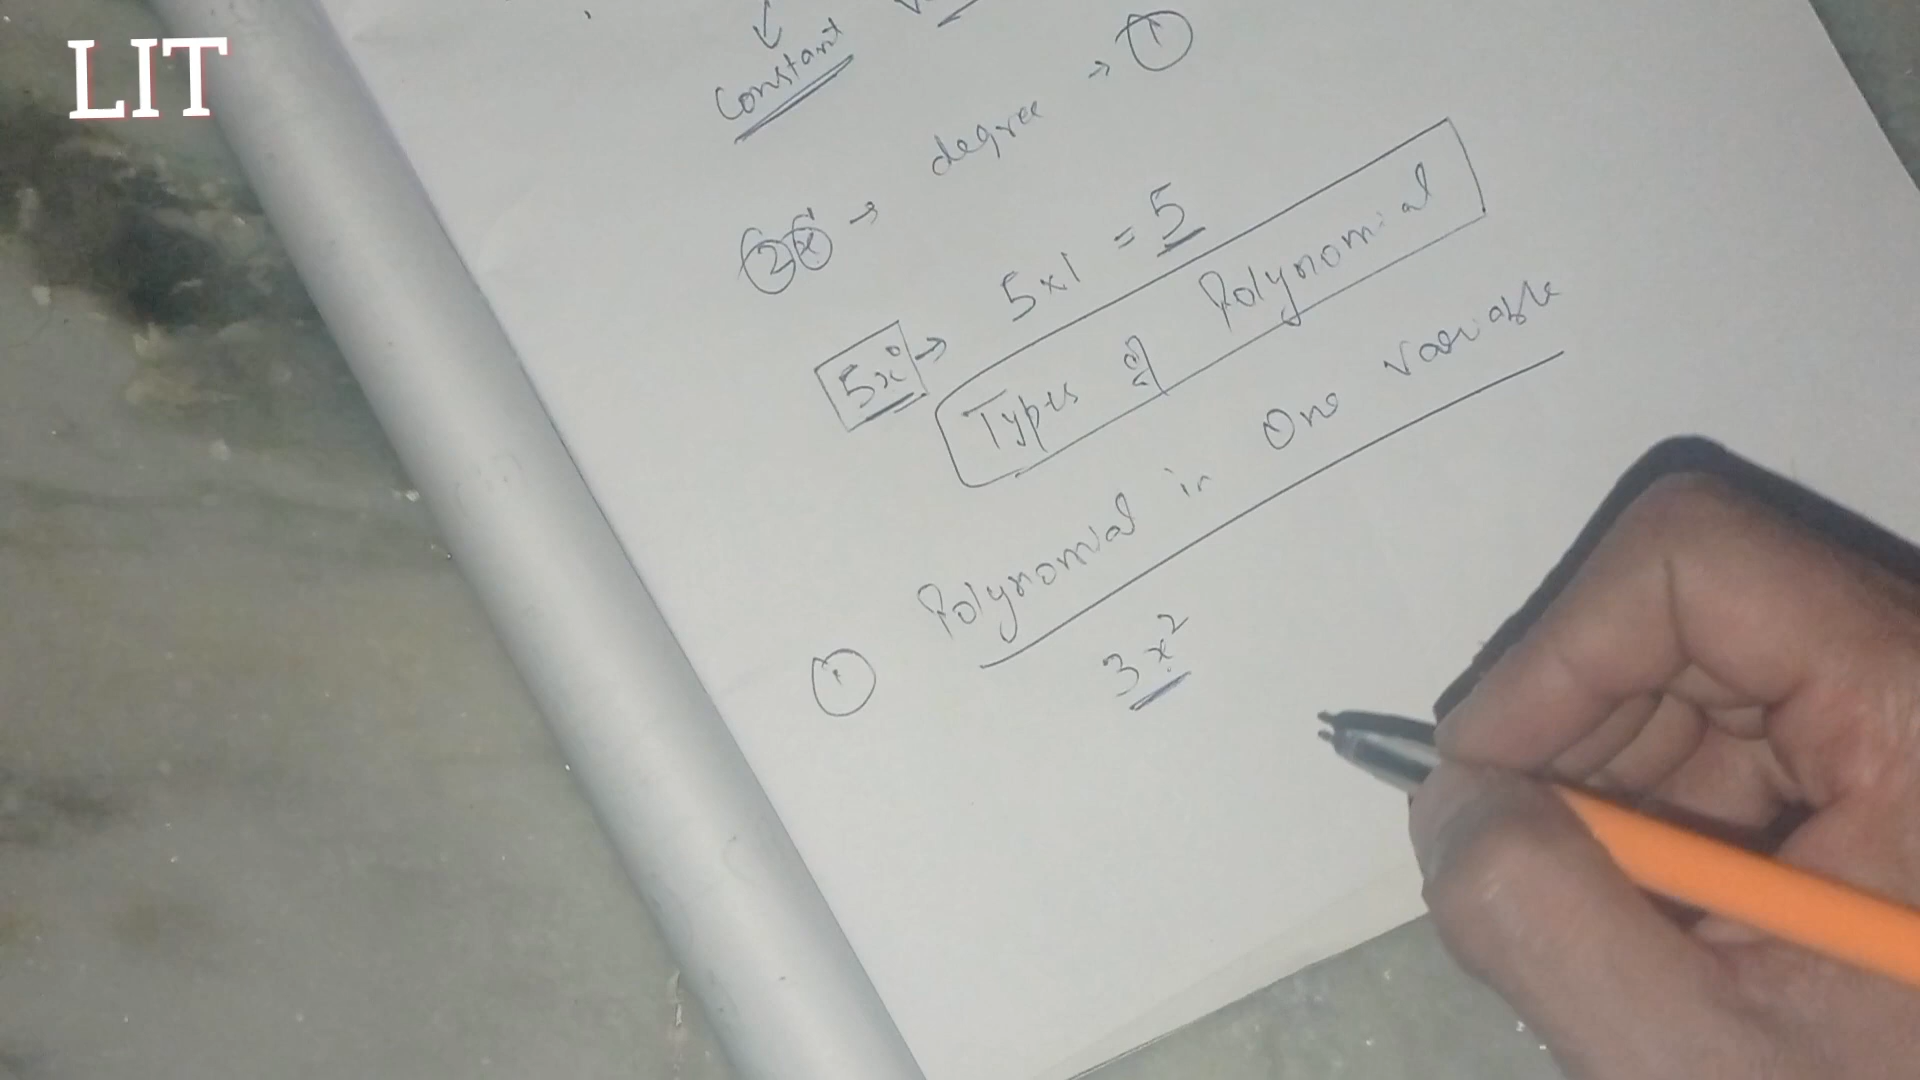 LIT
Constant
2x¹ → degree → 1
5x⁰ → 5×1 = 5
Types of Polynomial
1 Polynomial in One Variable
3x²